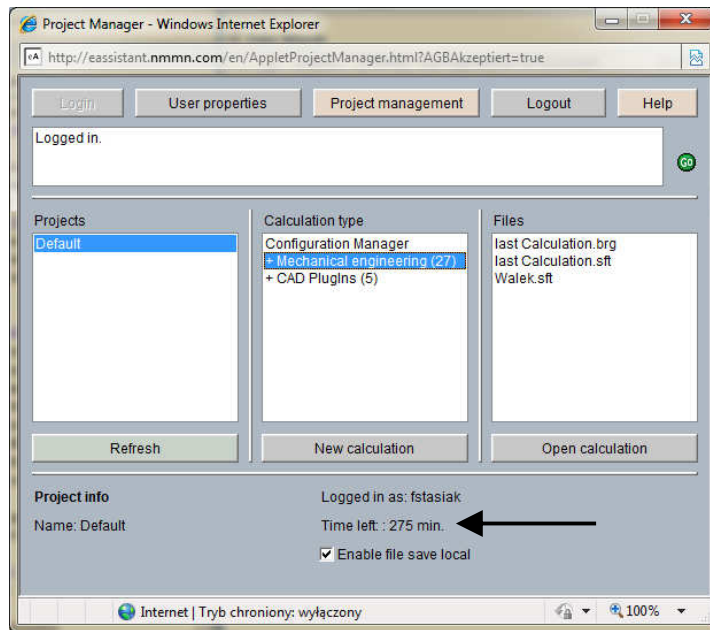 Project Manager - Windows Internet Explorer
http://eassistant.nmmn.com/en/AppletProjectManager.html?AGBAkzeptiert=true
Login User properties Project management Logout Help
Logged in.
Go
Projects
Default
Refresh
Calculation type
Configuration Manager
+ Mechanical engineering (27)
+ CAD PlugIns (5)
New calculation
Files
last Calculation.brg
last Calculation.sft
Walek.sft
Open calculation
Project info
Name: Default
Logged in as: fstasiak
Time left: : 275 min.
Enable file save local
Internet | Tryb chroniony: wyłączony
100%